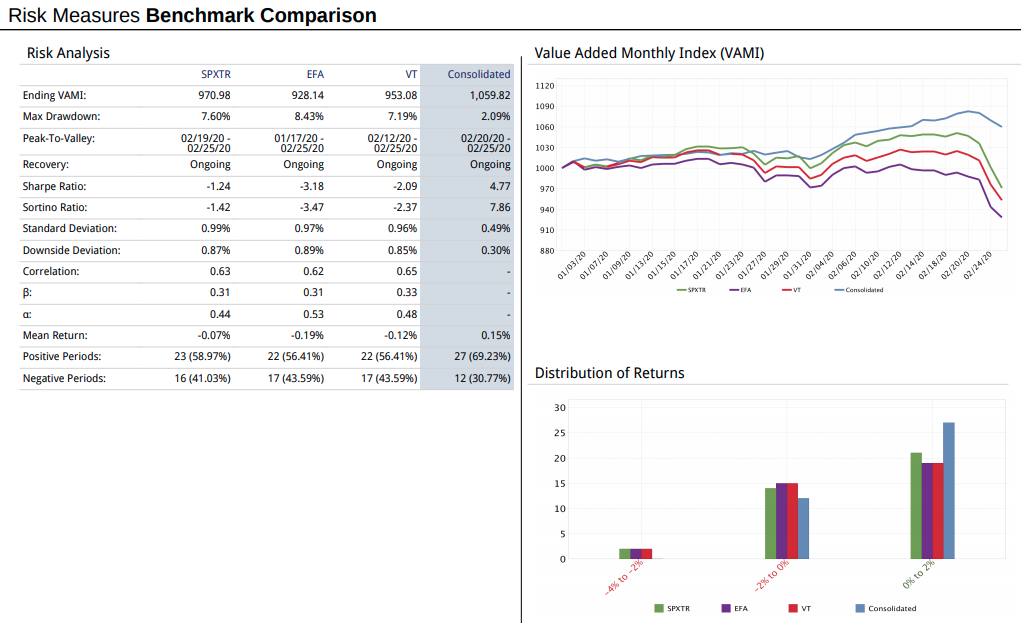 Risk Measures Benchmark Comparison
Risk Analysis
SPXTR EFA VT Consolidated
Ending VAMI: 970.98 928.14 953.08 1,059.82
Max Drawdown: 7.60% 8.43% 7.19% 2.09%
Peak-To-Valley: 02/19/20 - 01/17/20 - 02/12/20 - 02/20/20 -
02/25/20 02/25/20 02/25/20 02/25/20
Recovery: Ongoing Ongoing Ongoing Ongoing
Sharpe Ratio: -1.24 -3.18 -2.09 4.77
Sortino Ratio: -1.42 -3.47 -2.37 7.86
Standard Deviation: 0.99% 0.97% 0.96% 0.49%
Downside Deviation: 0.87% 0.89% 0.85% 0.30%
Correlation: 0.63 0.62 0.65 -
β: 0.31 0.31 0.33 -
α: 0.44 0.53 0.48 -
Mean Return: -0.07% -0.19% -0.12% 0.15%
Positive Periods: 23 (58.97%) 22 (56.41%) 22 (56.41%) 27 (69.23%)
Negative Periods: 16 (41.03%) 17 (43.59%) 17 (43.59%) 12 (30.77%)
Value Added Monthly Index (VAMI)
1120
1090
1060
1030
1000
970
940
910
880
01/03/20 01/07/20 01/09/20 01/13/20 01/15/20 01/17/20 01/21/20 01/23/20 01/27/20 01/29/20 01/31/20 02/04/20 02/06/20 02/10/20 02/12/20 02/14/20 02/18/20 02/20/20 02/24/20
SPXTR EFA VT Consolidated
Distribution of Returns
30
25
20
15
10
5
0
-4% to -2% -2% to 0% 0% to 2%
SPXTR EFA VT Consolidated